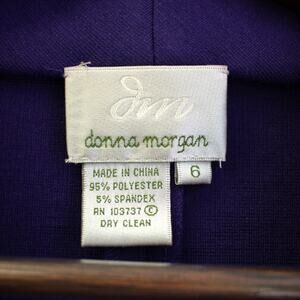 dm
donna morgan
MADE IN CHINA
95% POLYESTER
5% SPANDEX
RN 103737 ©
DRY CLEAN
6